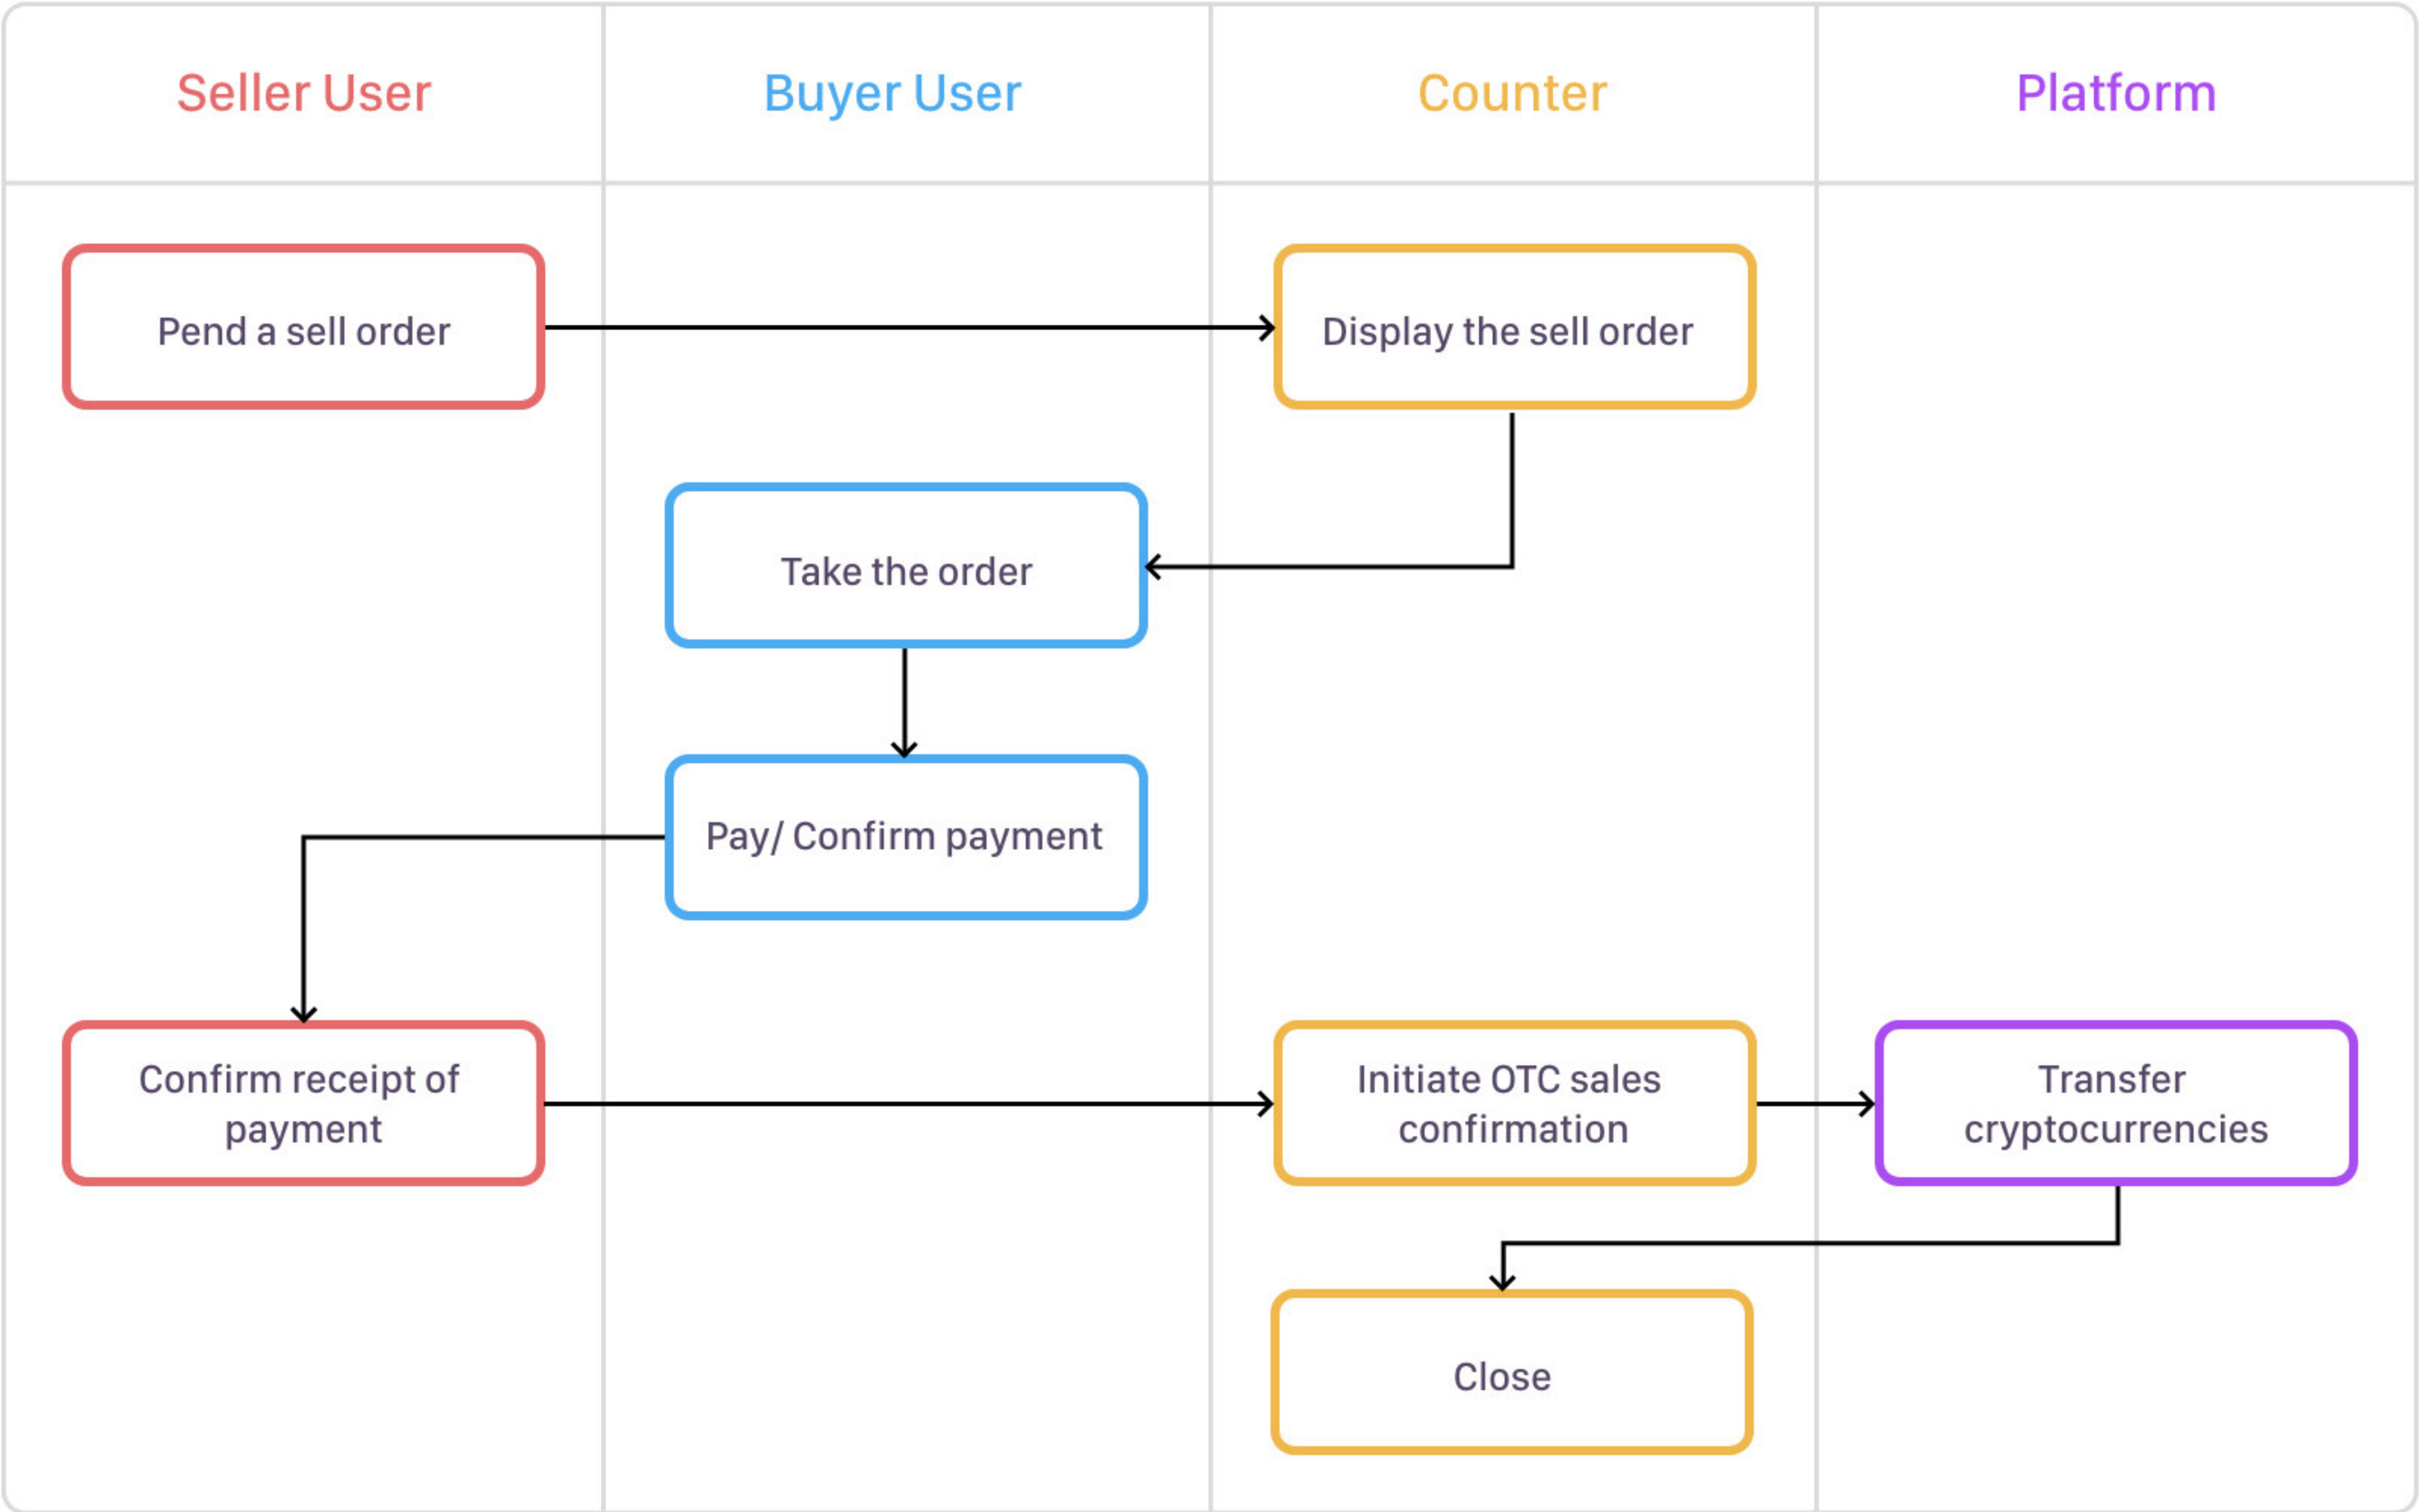 Seller User
Buyer User
Counter
Platform
Pend a sell order
Display the sell order
Take the order
Pay/ Confirm payment
Confirm receipt of
payment
Initiate OTC sales
confirmation
Transfer
cryptocurrencies
Close